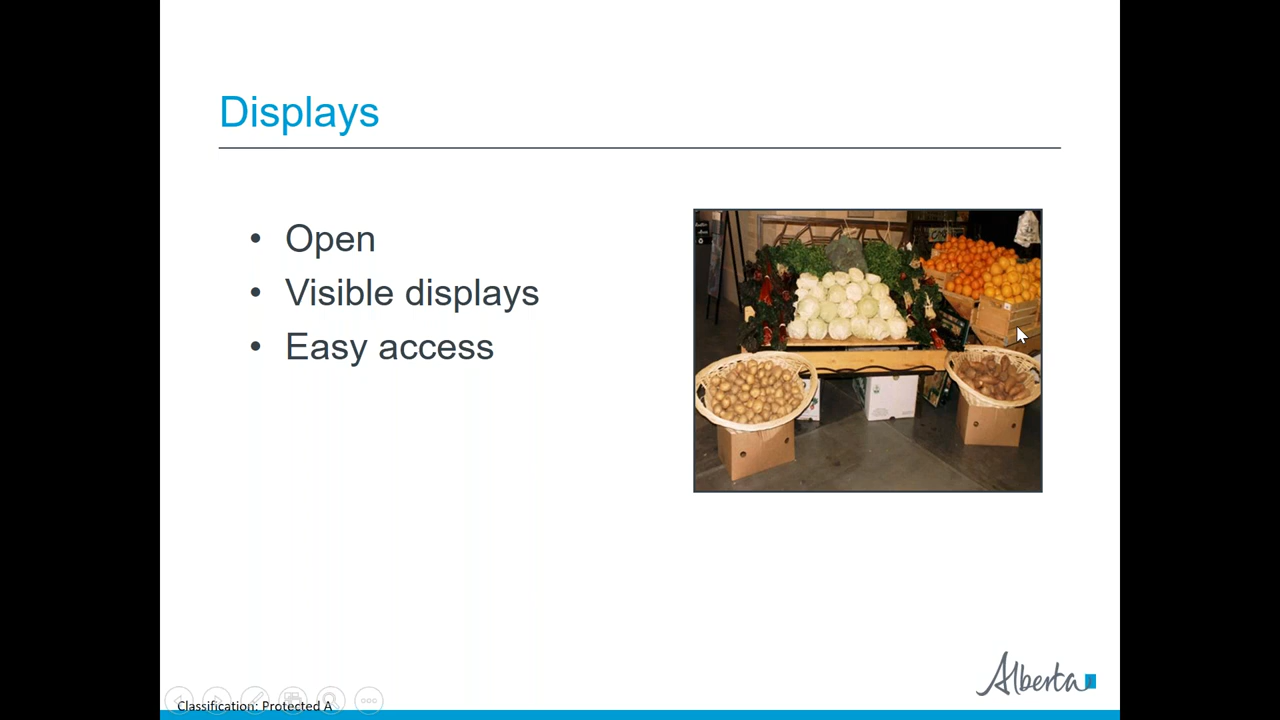 Displays
• Open
• Visible displays
• Easy access
Alberta
Classification: Protected A